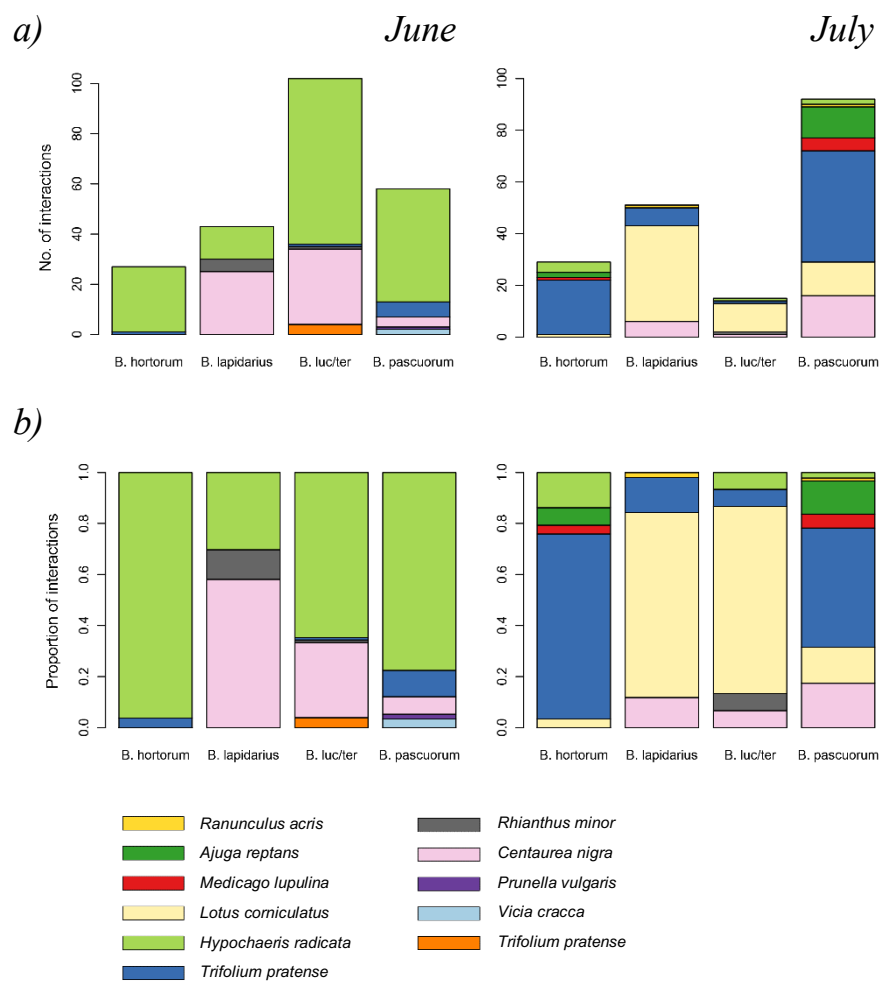 a)
June
July
No. of interactions
0 20 40 60 80 100
B. hortorum B. lapidarius B. luc/ter B. pascuorum
0 20 40 60 80 100
B. hortorum B. lapidarius B. luc/ter B. pascuorum
b)
Proportion of interactions
0.0 0.2 0.4 0.6 0.8 1.0
B. hortorum B. lapidarius B. luc/ter B. pascuorum
0.0 0.2 0.4 0.6 0.8 1.0
B. hortorum B. lapidarius B. luc/ter B. pascuorum
Ranunculus acris
Ajuga reptans
Medicago lupulina
Lotus corniculatus
Hypochaeris radicata
Trifolium pratense
Rhianthus minor
Centaurea nigra
Prunella vulgaris
Vicia cracca
Trifolium pratense